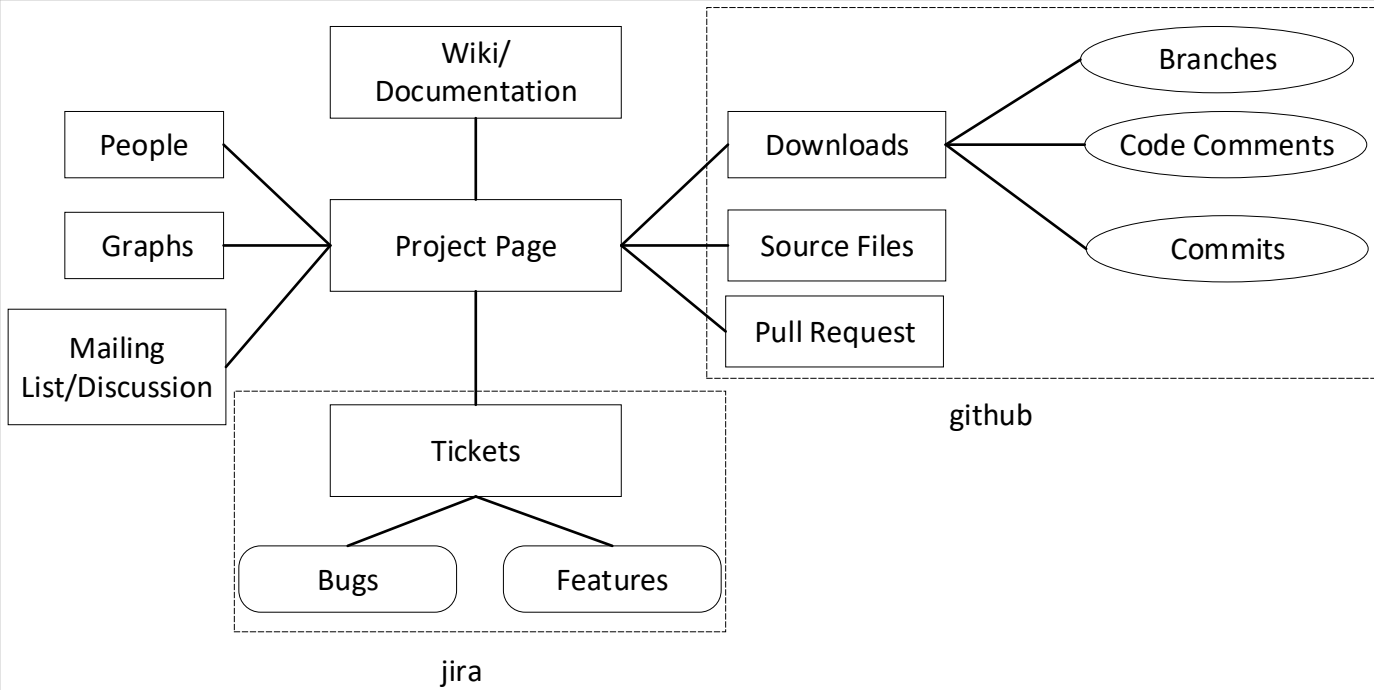 Wiki/
Documentation
Branches
People
Downloads
Code Comments
Graphs
Project Page
Source Files
Commits
Mailing
List/Discussion
Pull Request
github
Tickets
Bugs
Features
jira